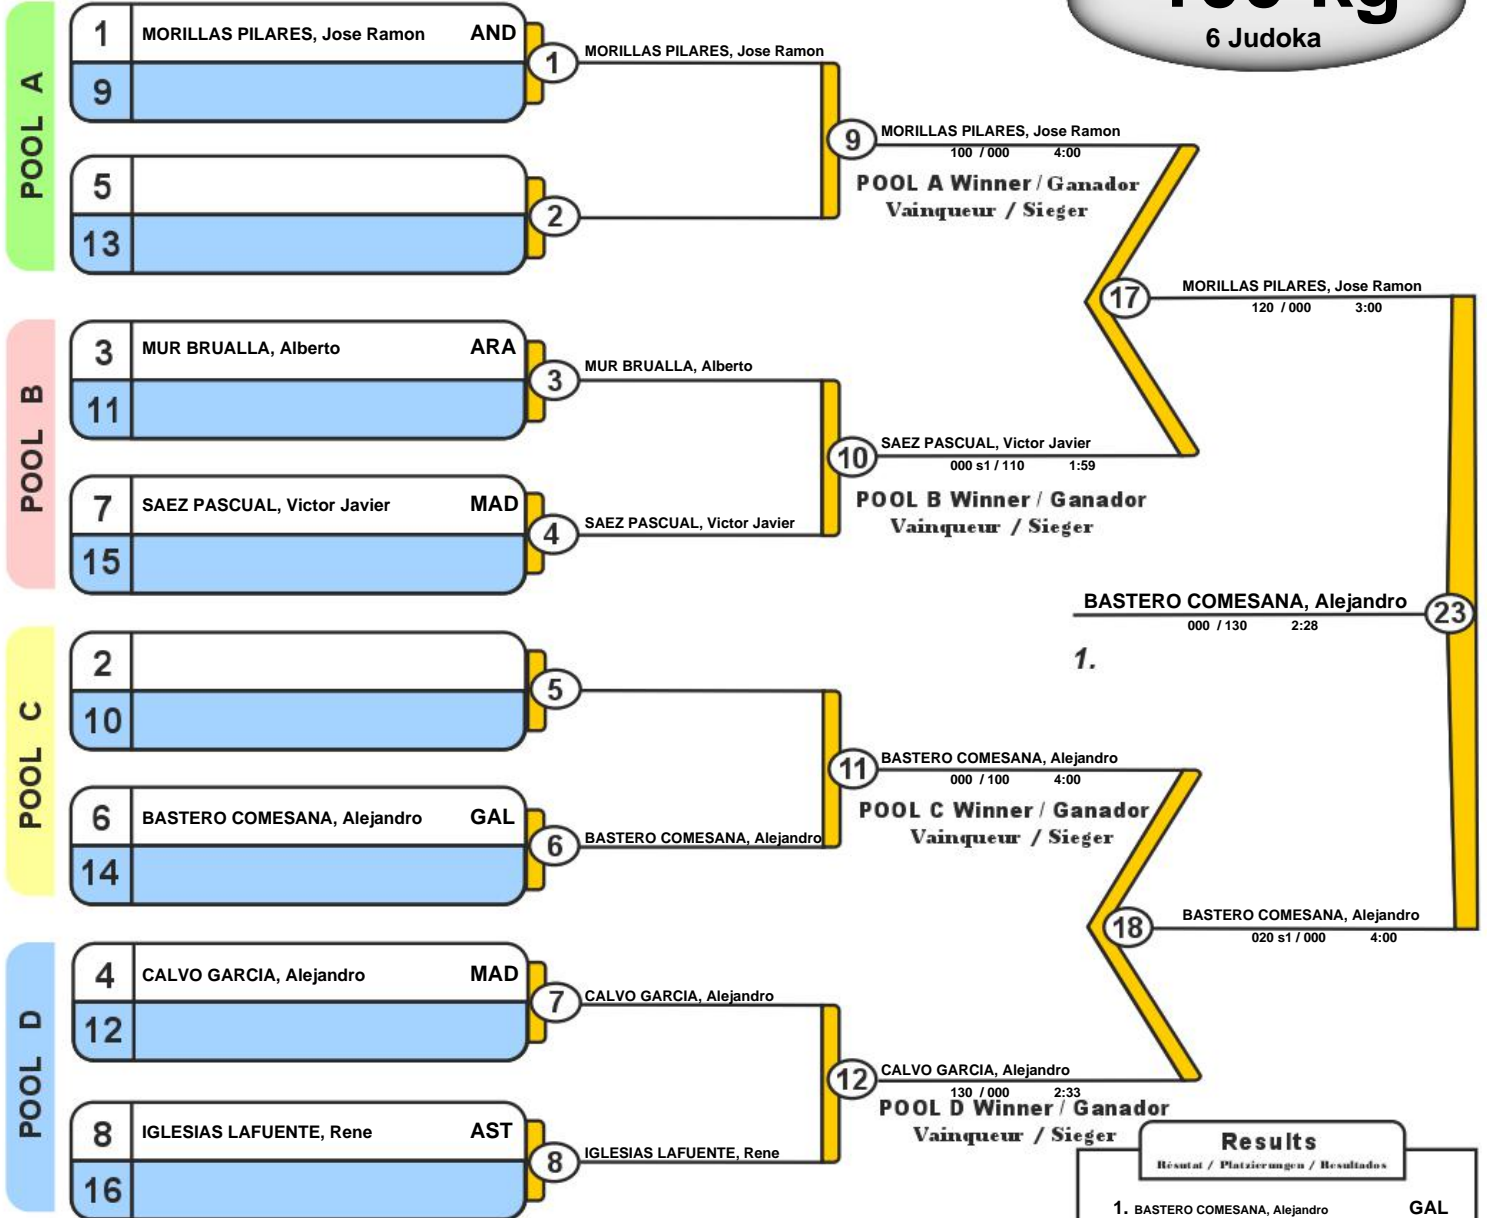 6 Judoka
POOL A
1 MORILLAS PILARES, Jose Ramon AND
9
1 MORILLAS PILARES, Jose Ramon
5
13
2
9 MORILLAS PILARES, Jose Ramon
100 / 000 4:00
POOL A Winner / Ganador
Vainqueur / Sieger
POOL B
3 MUR BRUALLA, Alberto ARA
11
3 MUR BRUALLA, Alberto
7 SAEZ PASCUAL, Victor Javier MAD
15
4 SAEZ PASCUAL, Victor Javier
10 SAEZ PASCUAL, Victor Javier
000 s1 / 110 1:59
POOL B Winner / Ganador
Vainqueur / Sieger
17 MORILLAS PILARES, Jose Ramon
120 / 000 3:00
BASTERO COMESANA, Alejandro 23
000 / 130 2:28
1.
POOL C
2
10
5
6 BASTERO COMESANA, Alejandro GAL
14
6 BASTERO COMESANA, Alejandro
11 BASTERO COMESANA, Alejandro
000 / 100 4:00
POOL C Winner / Ganador
Vainqueur / Sieger
POOL D
4 CALVO GARCIA, Alejandro MAD
12
7 CALVO GARCIA, Alejandro
8 IGLESIAS LAFUENTE, Rene AST
16
8 IGLESIAS LAFUENTE, Rene
12 CALVO GARCIA, Alejandro
130 / 000 2:33
POOL D Winner / Ganador
Vainqueur / Sieger
18 BASTERO COMESANA, Alejandro
020 s1 / 000 4:00
Results
Résutat / Platzierungen / Resultados
1. BASTERO COMESANA, Alejandro GAL